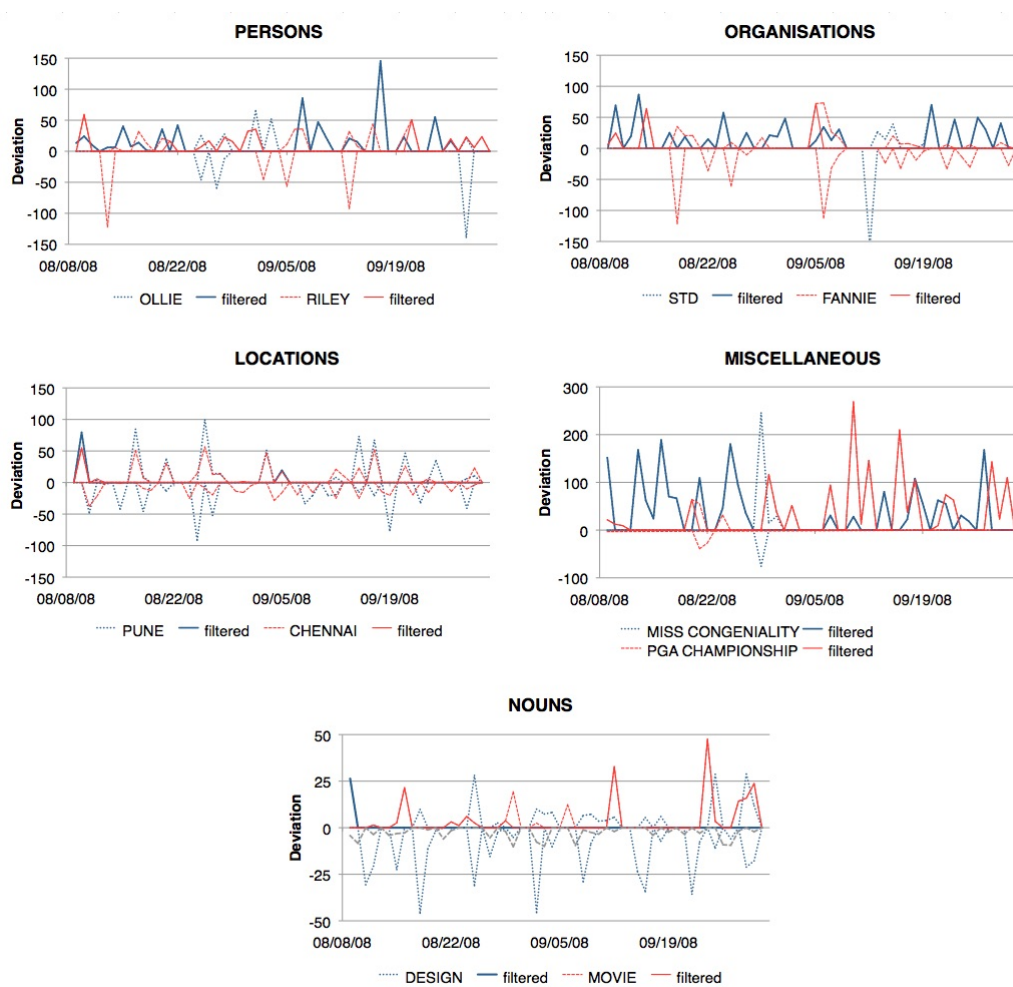 PERSONS
150
100
50
0
-50
-100
-150
Deviation
08/08/08 08/22/08 09/05/08 09/19/08
OLLIE filtered RILEY filtered
ORGANISATIONS
150
100
50
0
-50
-100
-150
Deviation
08/08/08 08/22/08 09/05/08 09/19/08
STD filtered FANNIE filtered
LOCATIONS
150
100
50
0
-50
-100
-150
Deviation
08/08/08 08/22/08 09/05/08 09/19/08
PUNE filtered CHENNAI filtered
MISCELLANEOUS
300
200
100
0
-100
Deviation
08/08/08 08/22/08 09/05/08 09/19/08
MISS CONGENIALITY filtered
PGA CHAMPIONSHIP filtered
NOUNS
50
25
0
-25
-50
Deviation
08/08/08 08/22/08 09/05/08 09/19/08
DESIGN filtered MOVIE filtered